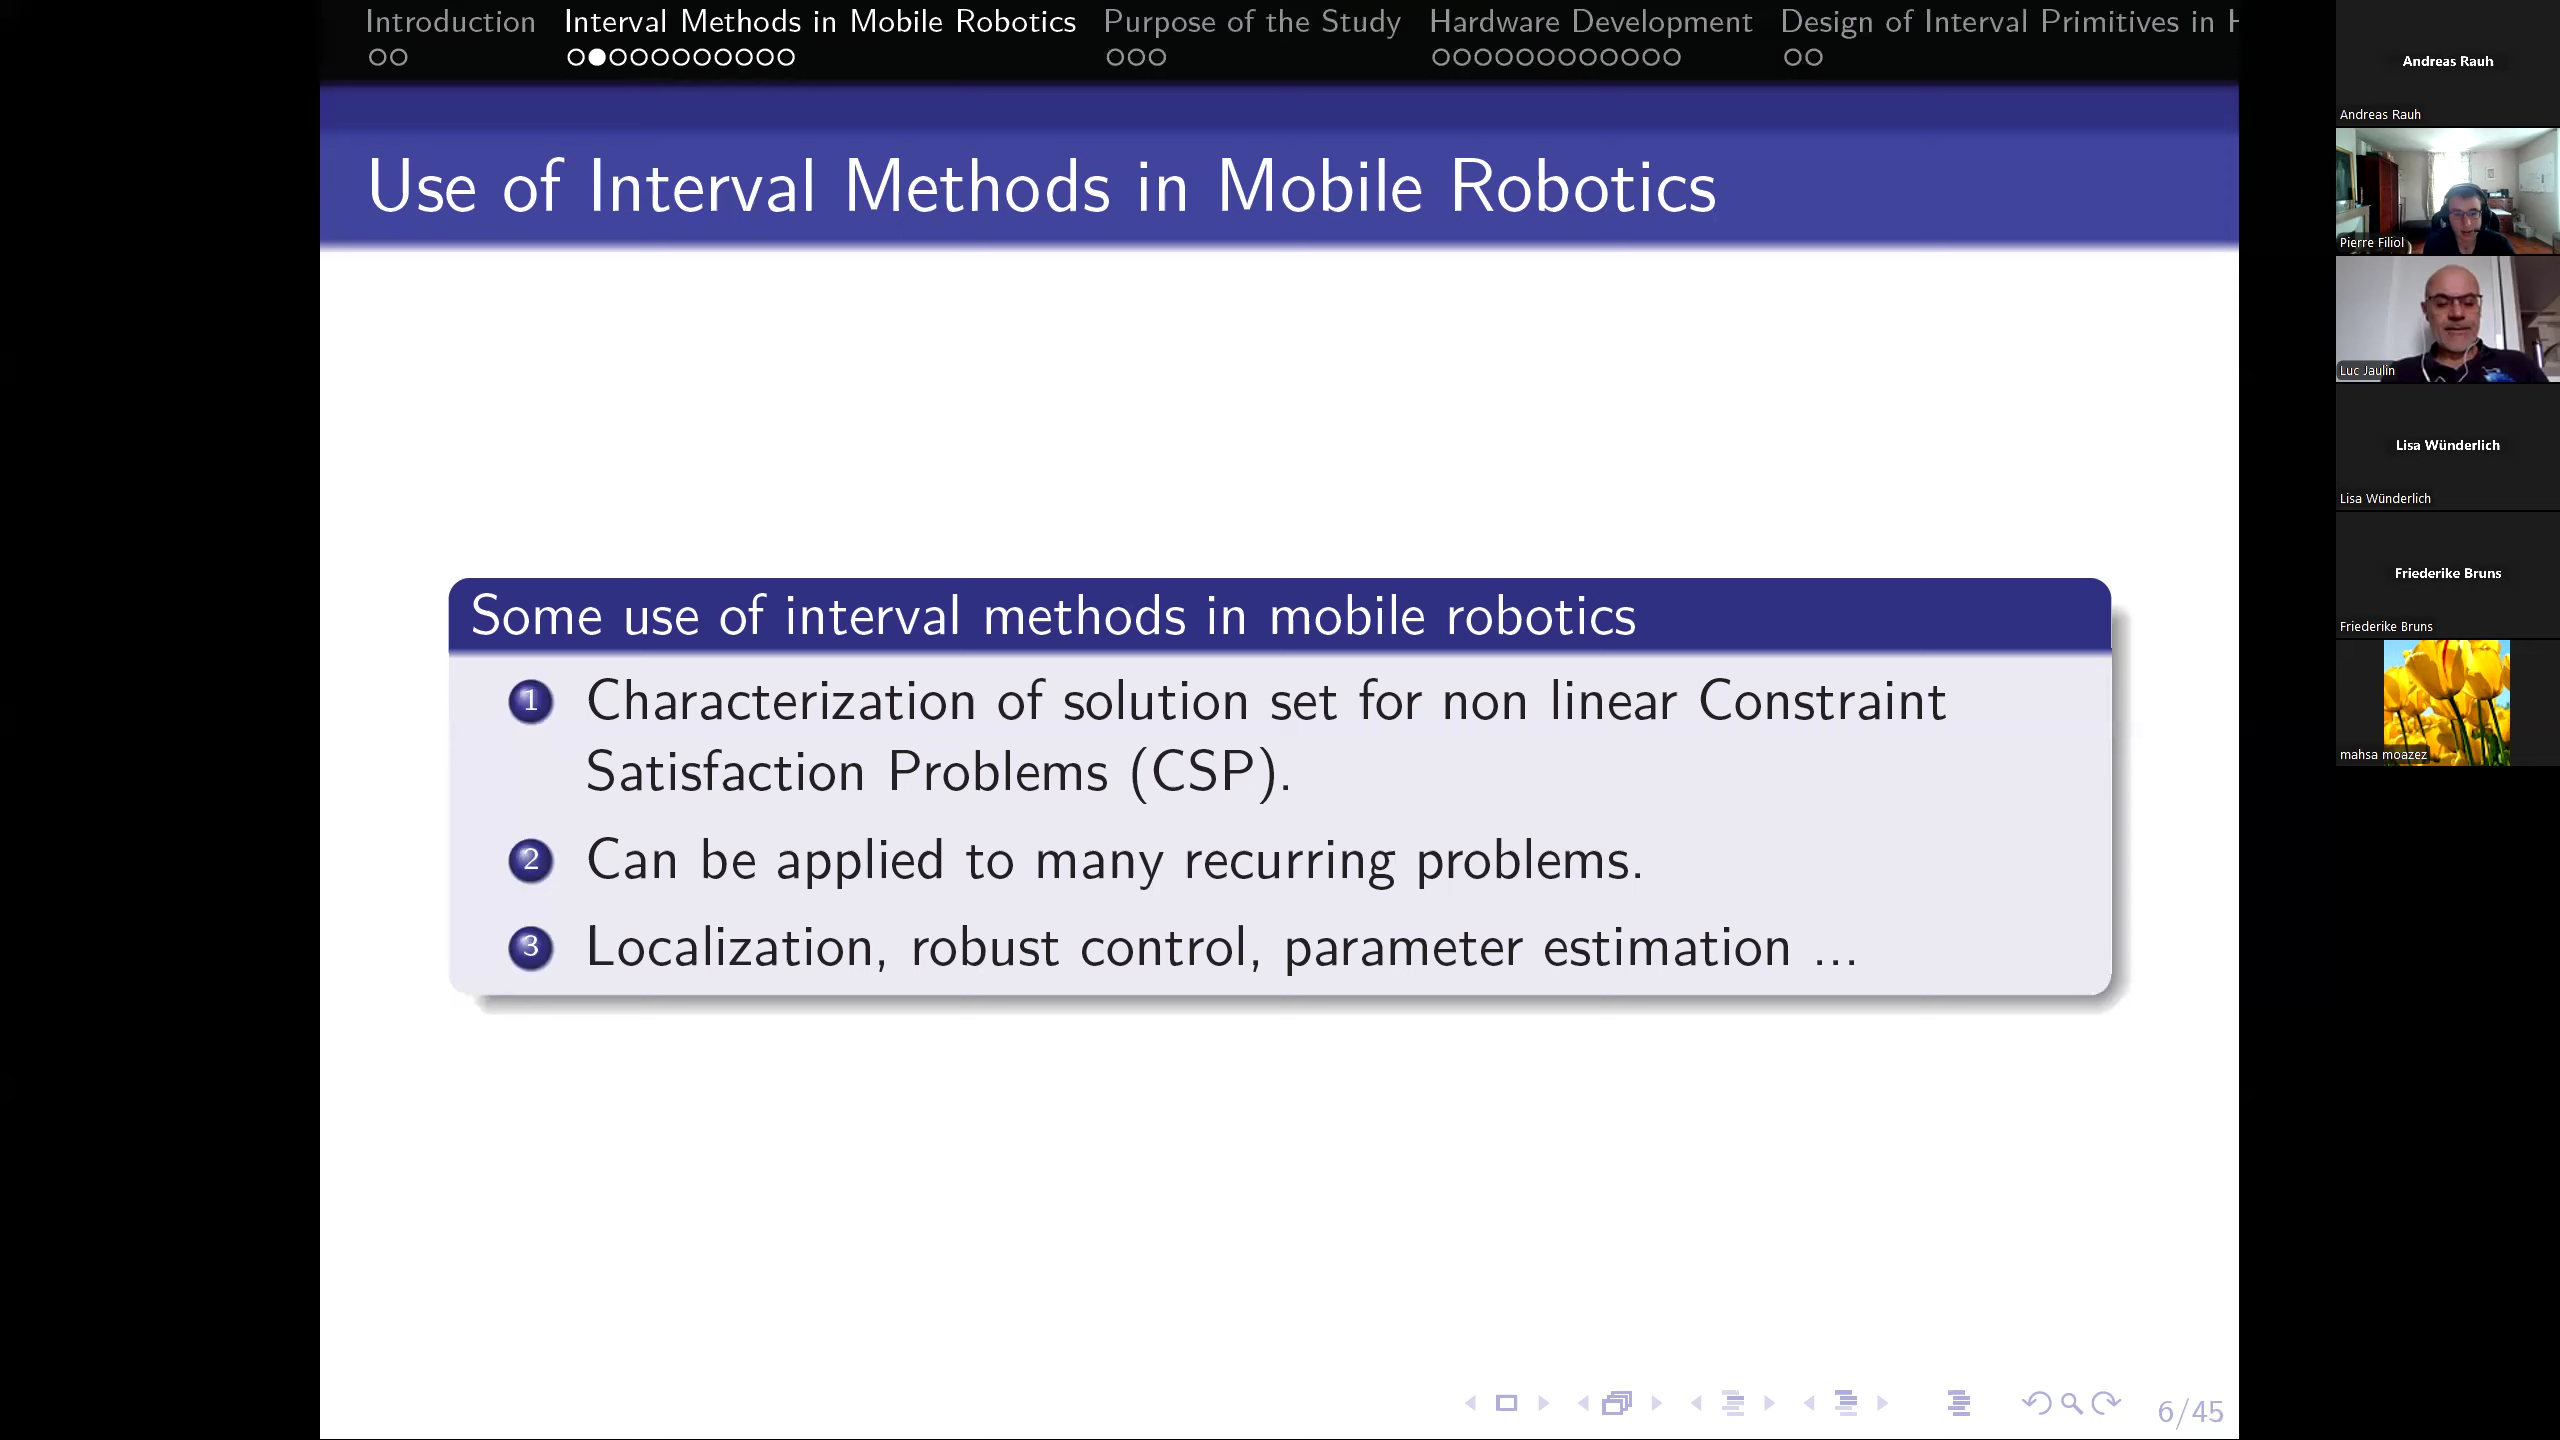 Introduction
Interval Methods in Mobile Robotics
Purpose of the Study
Hardware Development
Design of Interval Primitives in H
Use of Interval Methods in Mobile Robotics
Some use of interval methods in mobile robotics
1 Characterization of solution set for non linear Constraint
Satisfaction Problems (CSP).
2 Can be applied to many recurring problems.
3 Localization, robust control, parameter estimation ...
6/45
Andreas Rauh
Andreas Rauh
Pierre Filiol
Luc Jaulin
Lisa Wünderlich
Lisa Wünderlich
Friederike Bruns
Friederike Bruns
mahsa moazez